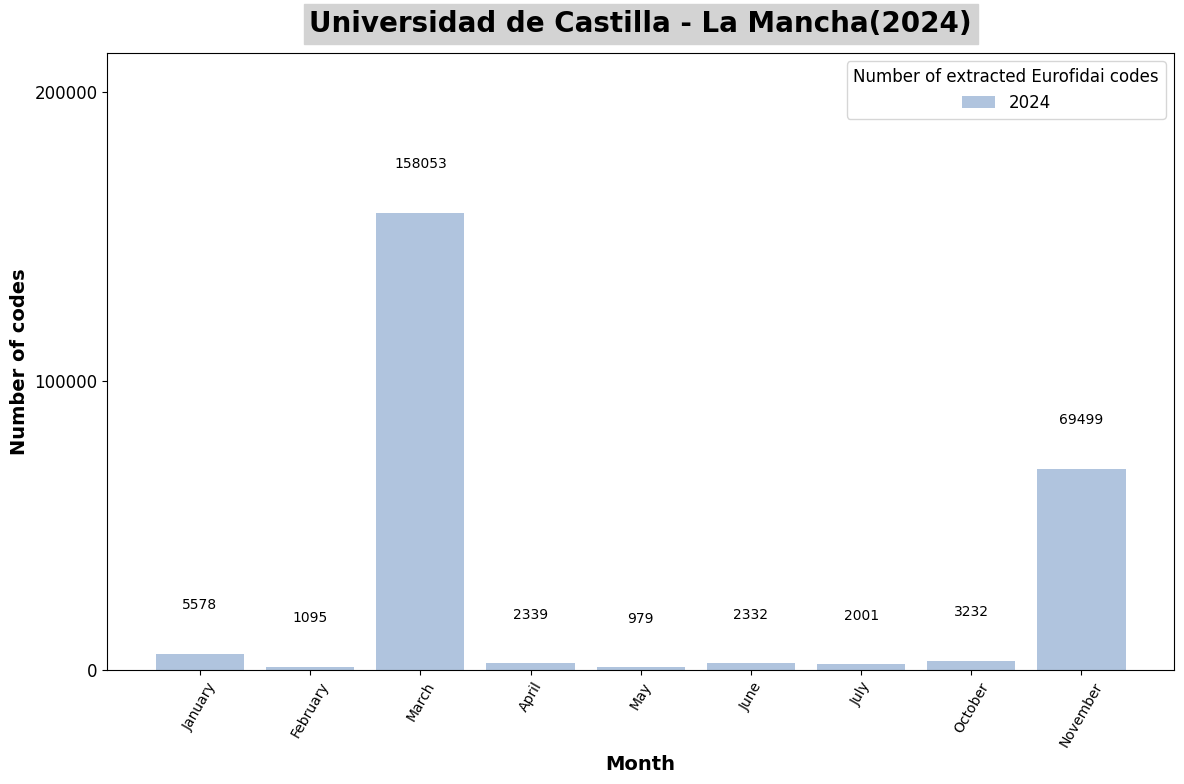 Universidad de Castilla - La Mancha(2024)
Number of extracted Eurofidai codes
2024
Number of codes
200000
100000
0
158053
69499
5578
1095
2339
979
2332
2001
3232
January
February
March
April
May
June
July
October
November
Month